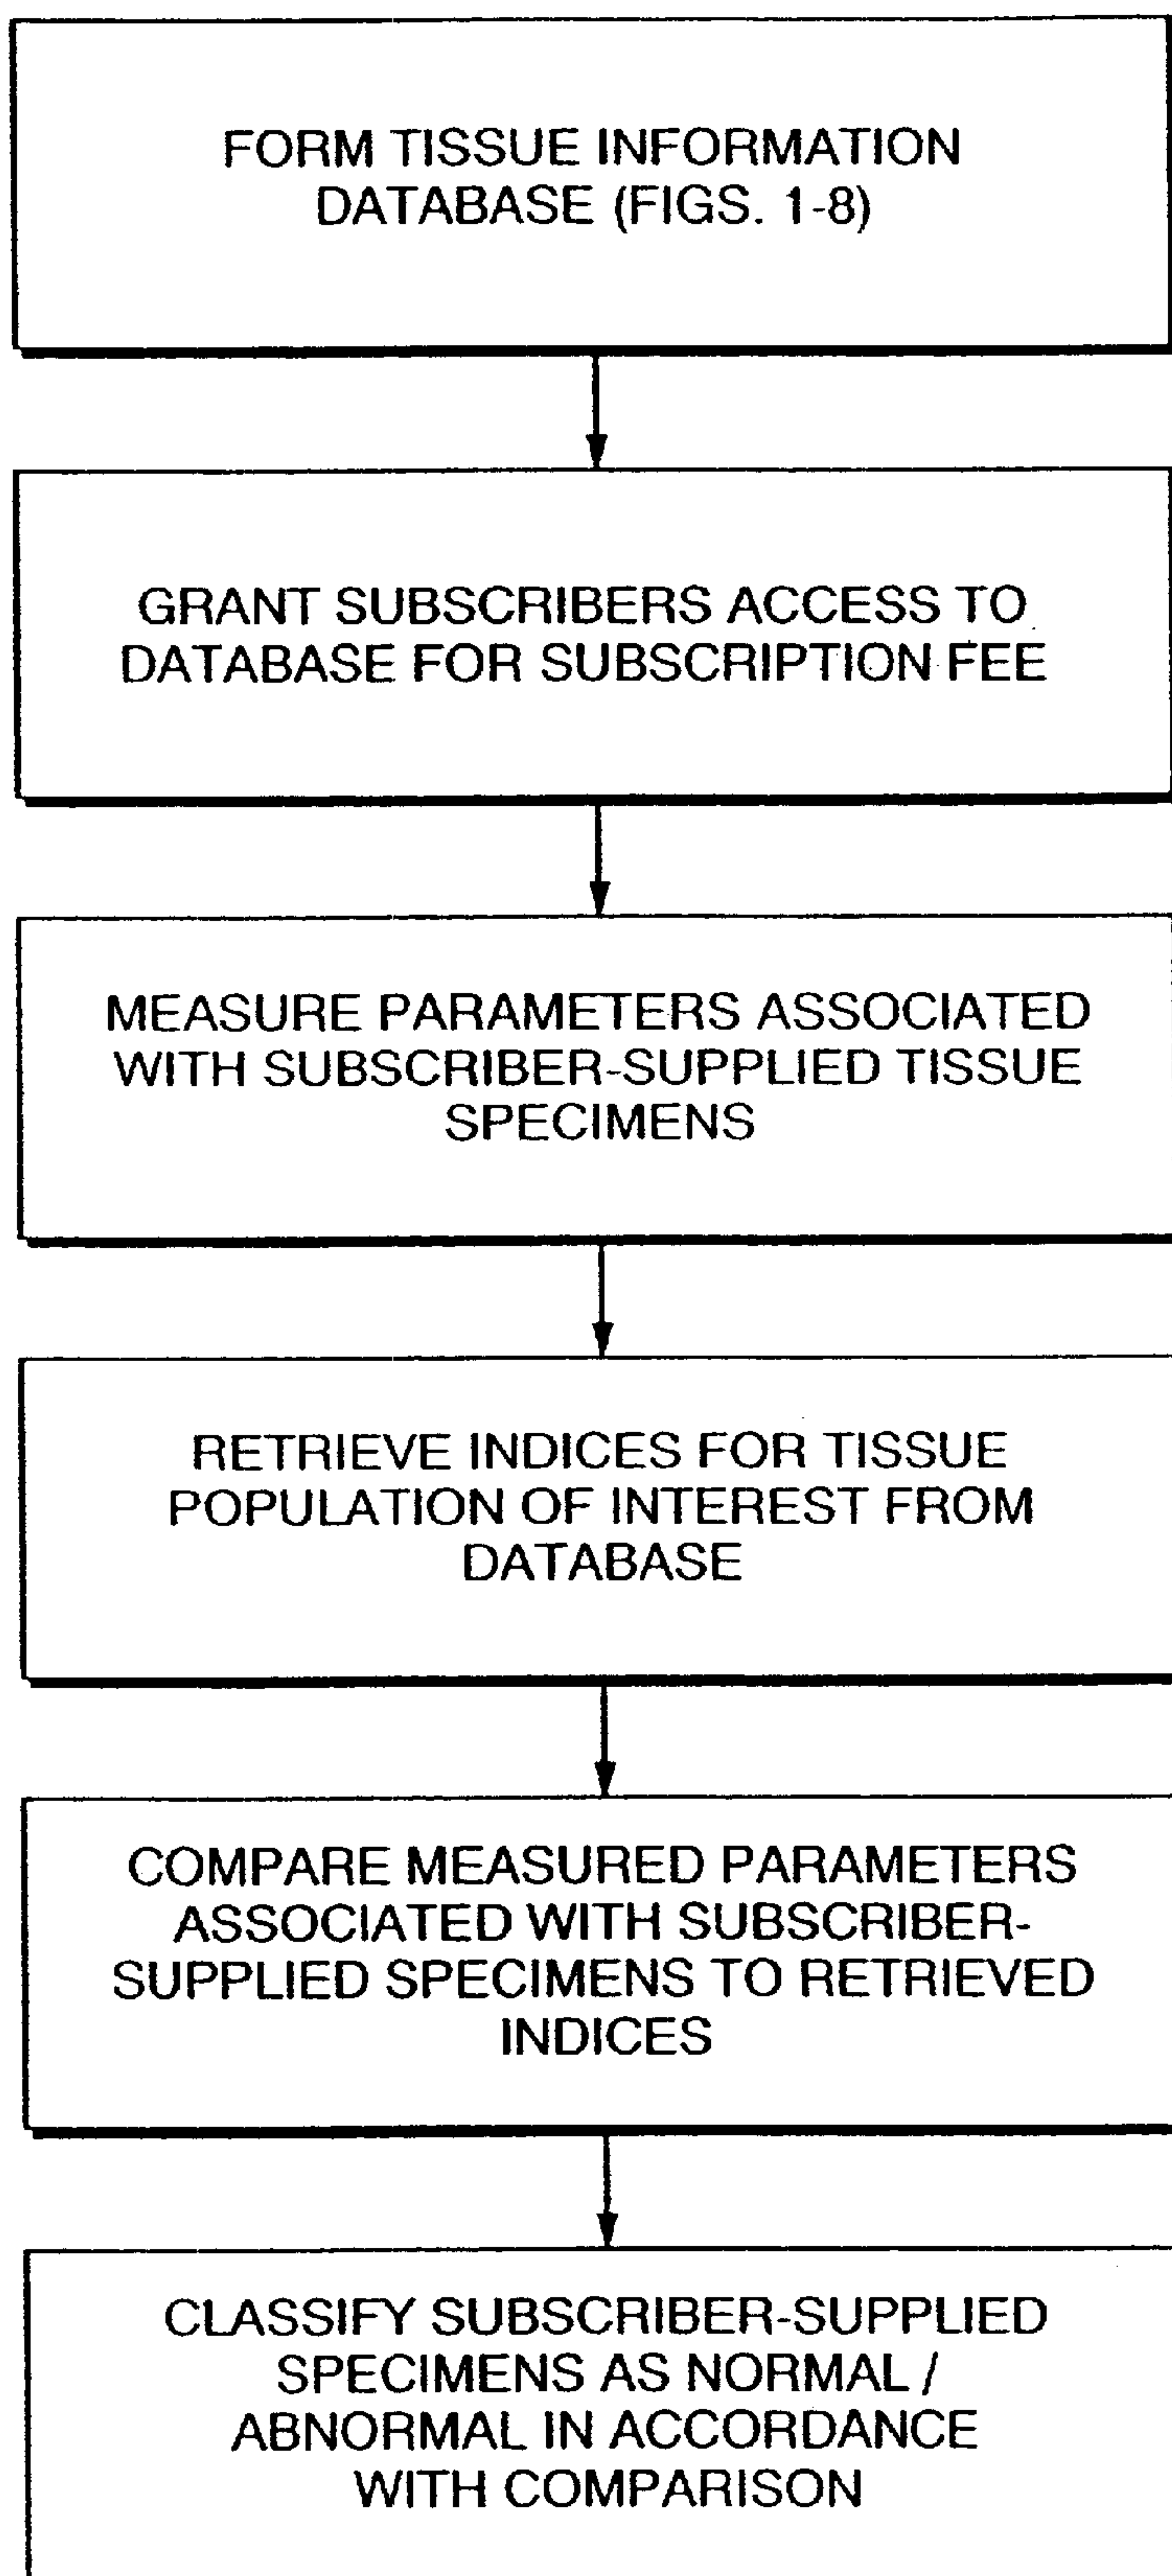 FORM TISSUE INFORMATION
DATABASE (FIGS. 1-8)
GRANT SUBSCRIBERS ACCESS TO
DATABASE FOR SUBSCRIPTION FEE
MEASURE PARAMETERS ASSOCIATED
WITH SUBSCRIBER-SUPPLIED TISSUE
SPECIMENS
RETRIEVE INDICES FOR TISSUE
POPULATION OF INTEREST FROM
DATABASE
COMPARE MEASURED PARAMETERS
ASSOCIATED WITH SUBSCRIBER-
SUPPLIED SPECIMENS TO RETRIEVED
INDICES
CLASSIFY SUBSCRIBER-SUPPLIED
SPECIMENS AS NORMAL /
ABNORMAL IN ACCORDANCE
WITH COMPARISON